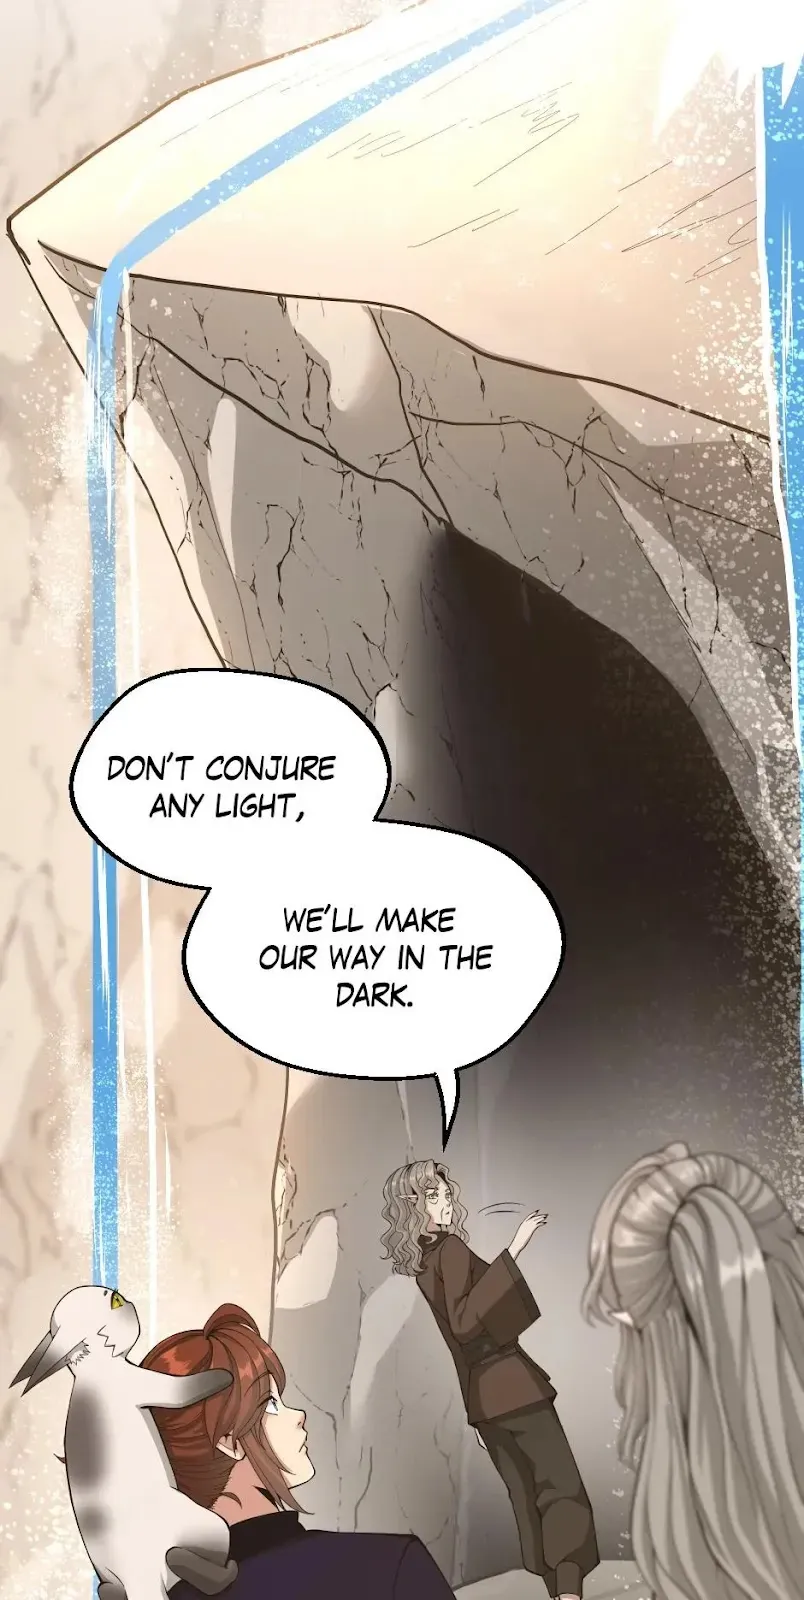 DON'T CONJURE
ANY LIGHT,
WE'LL MAKE
OUR WAY IN THE
DARK.